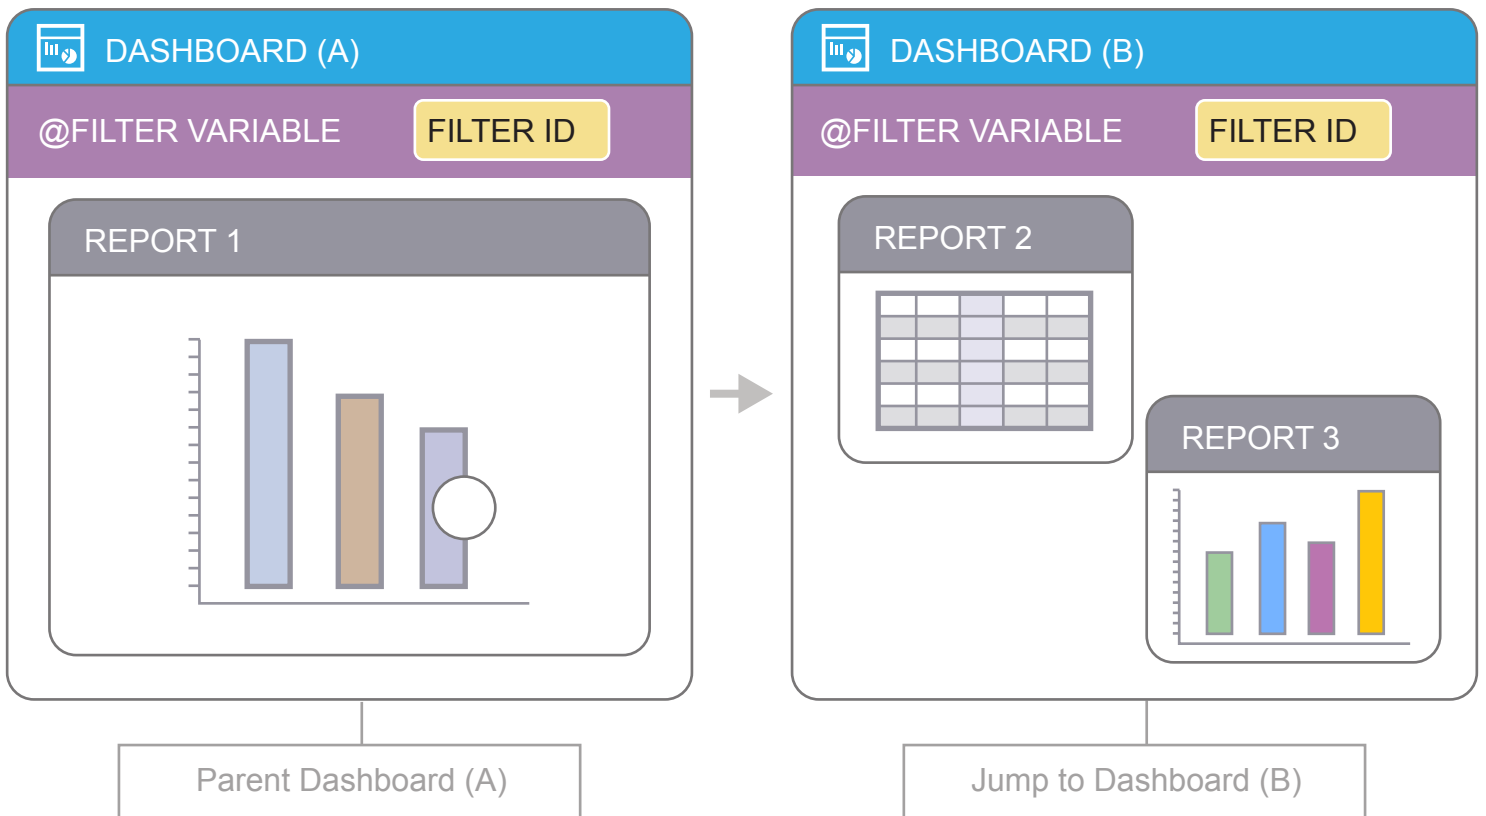 DASHBOARD (A)
@FILTER VARIABLE FILTER ID
REPORT 1
Parent Dashboard (A)
DASHBOARD (B)
@FILTER VARIABLE FILTER ID
REPORT 2
REPORT 3
Jump to Dashboard (B)